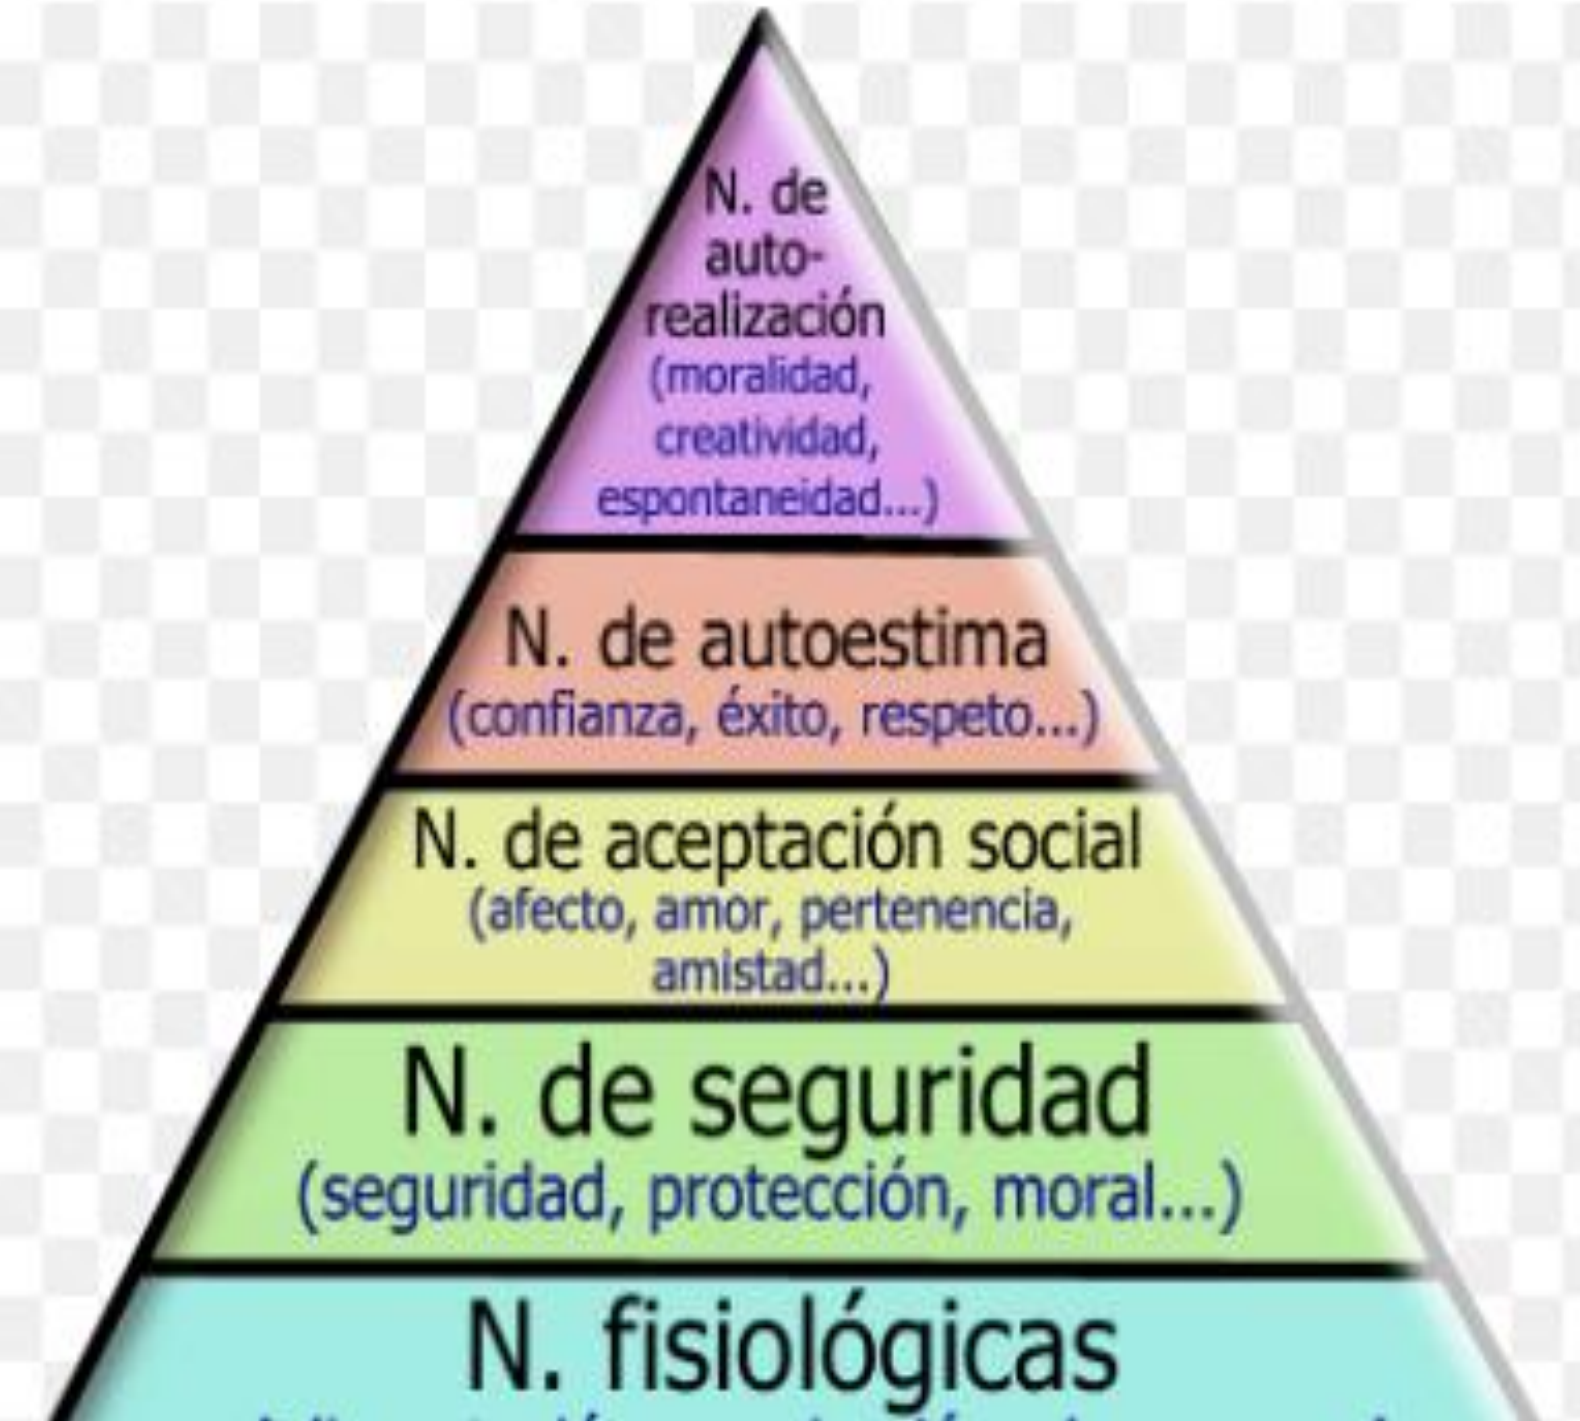 N. de
auto-
realización
(moralidad,
creatividad,
espontaneidad...)
N. de autoestima
(confianza, éxito, respeto...)
N. de aceptación social
(afecto, amor, pertenencia,
amistad...)
N. de seguridad
(seguridad, protección, moral...)
N. fisiológicas